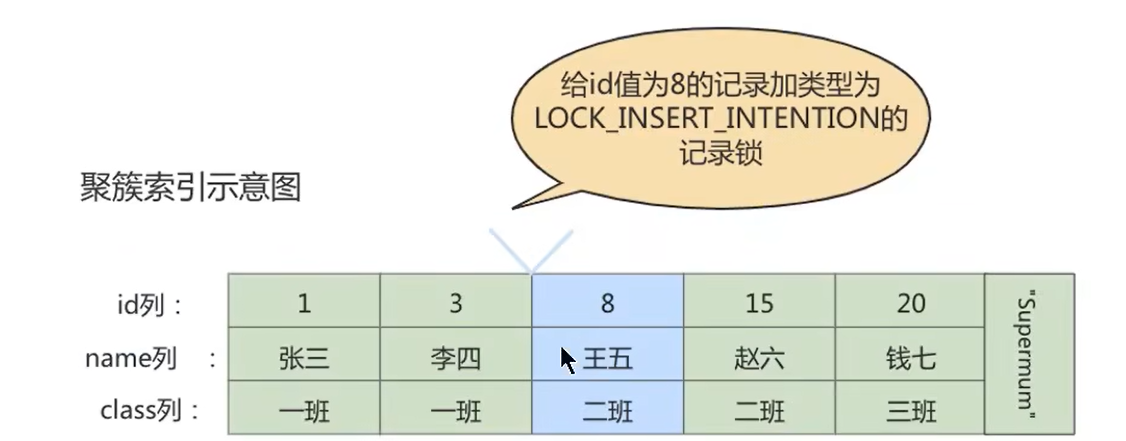 给id值为8的记录加类型为
LOCK_INSERT_INTENTION的
记录锁
聚簇索引示意图
id列： 1 3 8 15 20 "Supermum"
name列 ： 张三 李四 王五 赵六 钱七
class列： 一班 一班 二班 二班 三班